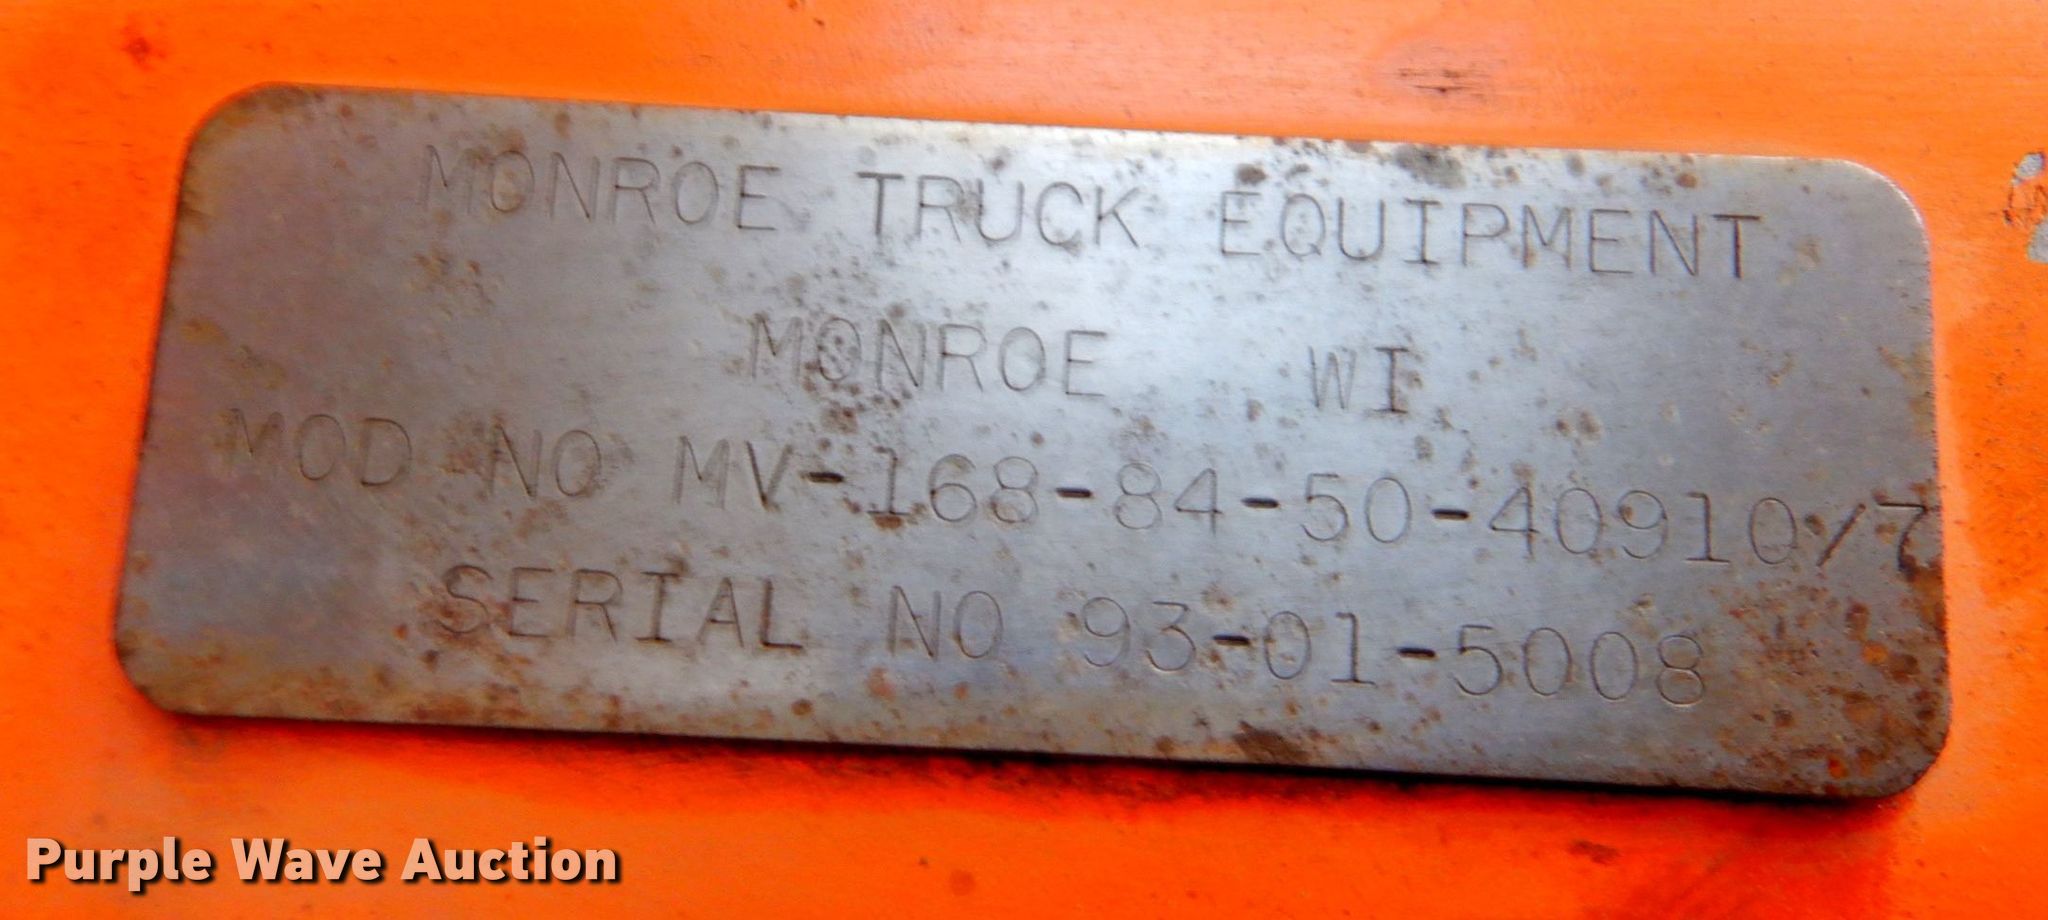 MONROE TRUCK EQUIPMENT
MONROE WI
MOD NO MV-168-84-50-40910/7
SERIAL NO 93-01-5008
Purple Wave Auction